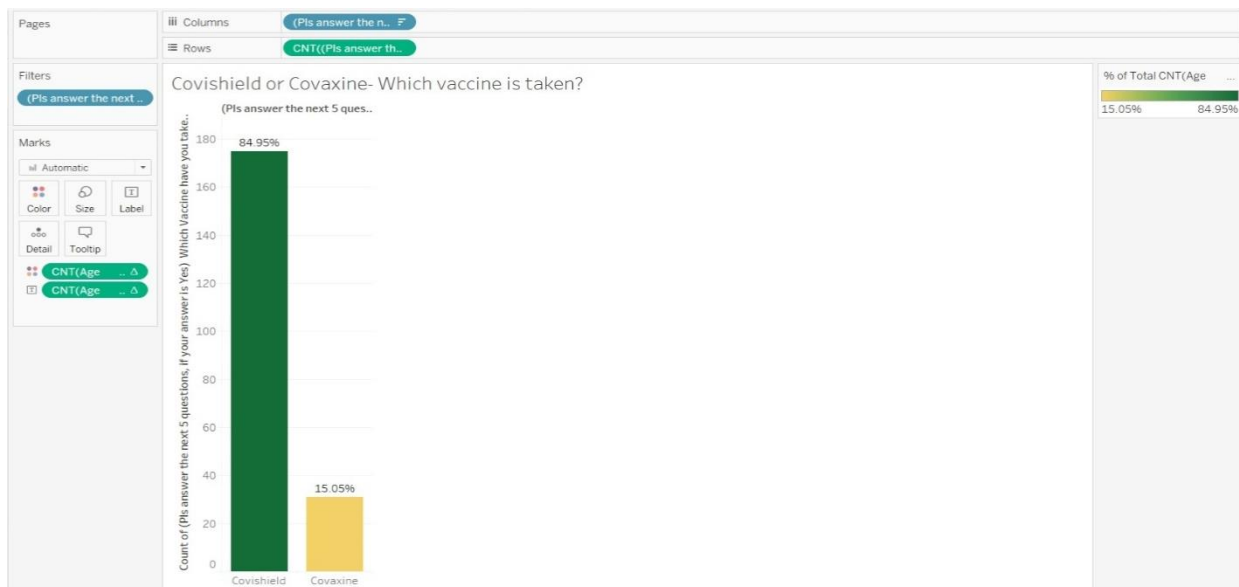 Pages
Columns
(Pls answer the n..
Rows
CNT((Pls answer th..
Filters
(Pls answer the next ..
Marks
Automatic
Color
Size
Label
Detail
Tooltip
CNT(Age ..
CNT(Age ..
Covishield or Covaxine- Which vaccine is taken?
(Pls answer the next 5 ques..
Count of (Pls answer the next 5 questions, if your answer is Yes) Which Vaccine have you take..
180
160
140
120
100
80
60
40
20
0
84.95%
15.05%
Covishield
Covaxine
% of Total CNT(Age ...
15.05% 84.95%